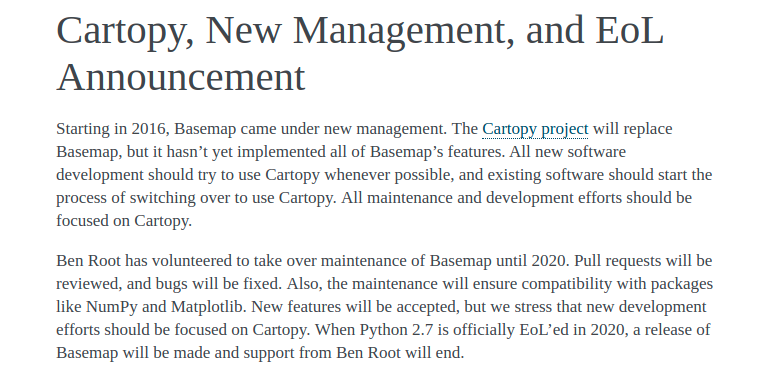 Cartopy, New Management, and EoL
Announcement
Starting in 2016, Basemap came under new management. The Cartopy project will replace
Basemap, but it hasn’t yet implemented all of Basemap’s features. All new software
development should try to use Cartopy whenever possible, and existing software should start the
process of switching over to use Cartopy. All maintenance and development efforts should be
focused on Cartopy.
Ben Root has volunteered to take over maintenance of Basemap until 2020. Pull requests will be
reviewed, and bugs will be fixed. Also, the maintenance will ensure compatibility with packages
like NumPy and Matplotlib. New features will be accepted, but we stress that new development
efforts should be focused on Cartopy. When Python 2.7 is officially EoL’ed in 2020, a release of
Basemap will be made and support from Ben Root will end.